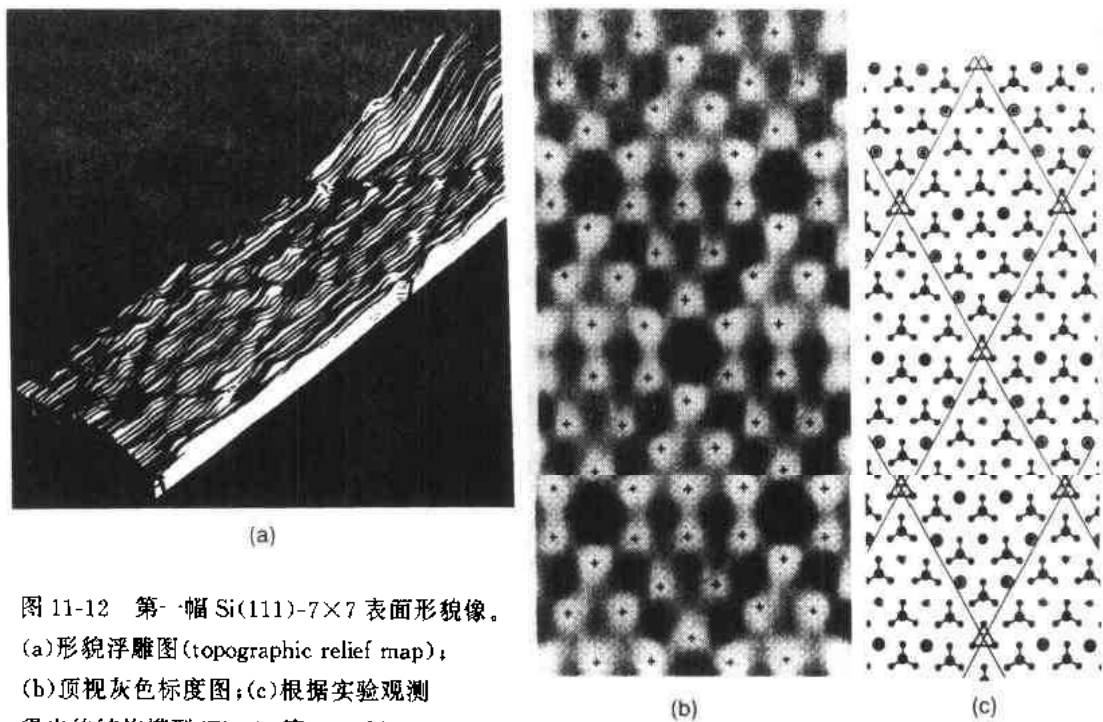 (a)
图 11-12 第一幅 Si(111)-7×7 表面形貌像。
(a)形貌浮雕图(topographic relief map);
(b)顶视灰色标度图;(c)根据实验观测
(b)
(c)